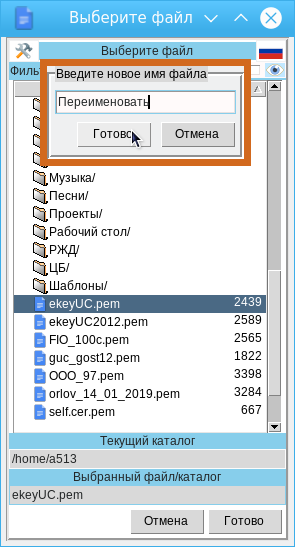 Выберите файл
Выберите файл
Введите новое имя файла
Переименовать
Готово Отмена
Музыка/
Песни/
Проекты/
Рабочий стол/
РЖД/
ЦБ/
Шаблоны/
ekeyUC.pem 2439
ekeyUC2012.pem 2589
FIO_100c.pem 2565
guc_gost12.pem 1822
OOO_97.pem 3398
orlov_14_01_2019.pem 3284
self.cer.pem 667
Текущий каталог
/home/a513
Выбранный файл/каталог
ekeyUC.pem
Отмена Готово